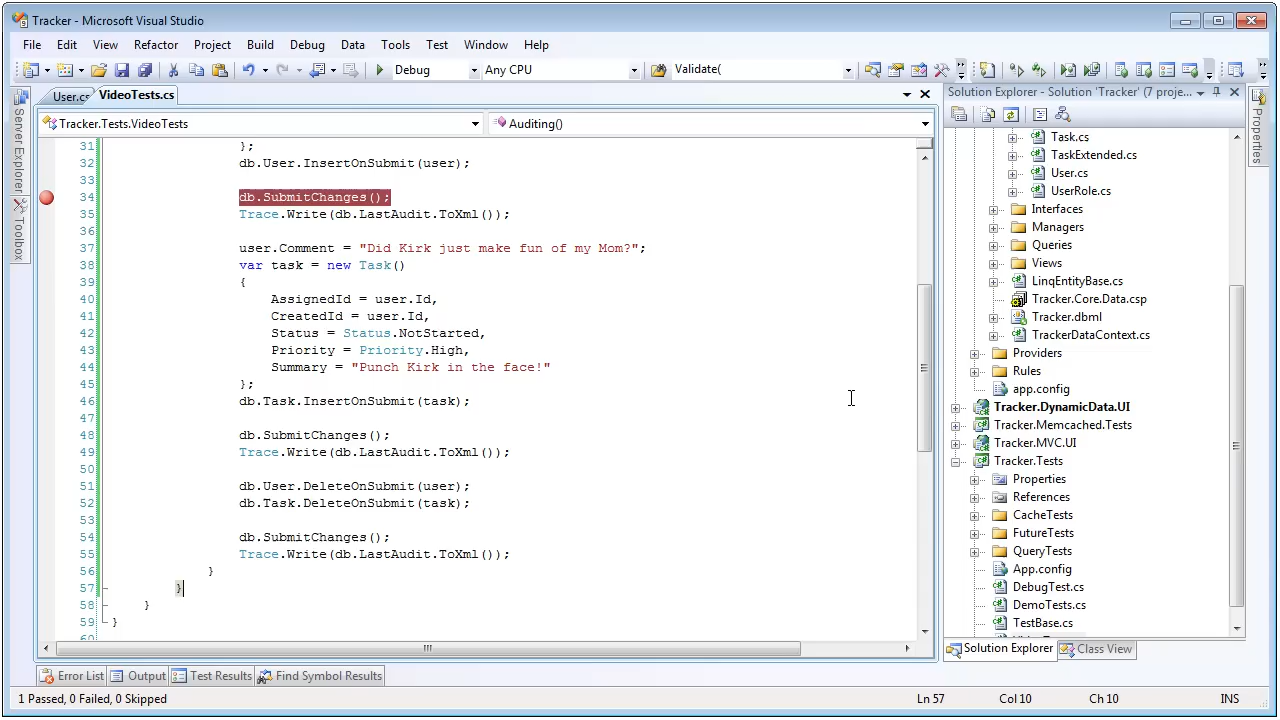 Tracker - Microsoft Visual Studio
File Edit View Refactor Project Build Debug Data Tools Test Window Help
Debug Any CPU Validate(
User.cs VideoTests.cs
Tracker.Tests.VideoTests Auditing()
31 };
32 db.User.InsertOnSubmit(user);
33
34 db.SubmitChanges();
35 Trace.Write(db.LastAudit.ToXml());
36
37 user.Comment = "Did Kirk just make fun of my Mom?";
38 var task = new Task()
39 {
40 AssignedId = user.Id,
41 CreatedId = user.Id,
42 Status = Status.NotStarted,
43 Priority = Priority.High,
44 Summary = "Punch Kirk in the face!"
45 };
46 db.Task.InsertOnSubmit(task);
47
48 db.SubmitChanges();
49 Trace.Write(db.LastAudit.ToXml());
50
51 db.User.DeleteOnSubmit(user);
52 db.Task.DeleteOnSubmit(task);
53
54 db.SubmitChanges();
55 Trace.Write(db.LastAudit.ToXml());
56 }
57 }
58 }
59 }
60
Server Explorer
Toolbox
Solution Explorer - Solution 'Tracker' (7 proje...
Task.cs
TaskExtended.cs
User.cs
UserRole.cs
Interfaces
Managers
Queries
Views
LinqEntityBase.cs
Tracker.Core.Data.csp
Tracker.dbml
TrackerDataContext.cs
Providers
Rules
app.config
Tracker.DynamicData.UI
Tracker.Memcached.Tests
Tracker.MVC.UI
Tracker.Tests
Properties
References
CacheTests
FutureTests
QueryTests
App.config
DebugTest.cs
DemoTests.cs
TestBase.cs
Solution Explorer Class View
Properties
Error List Output Test Results Find Symbol Results
1 Passed, 0 Failed, 0 Skipped Ln 57 Col 10 Ch 10 INS